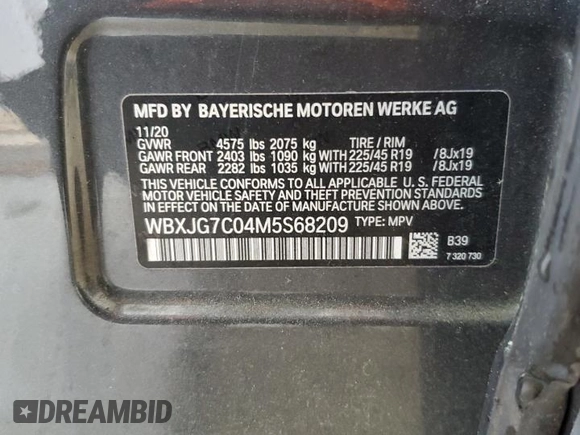 MFD BY BAYERISCHE MOTOREN WERKE AG
11/20
GVWR 4575 lbs 2075 kg TIRE / RIM
GAWR FRONT 2403 lbs 1090 kg WITH 225/45 R19 /8Jx19
GAWR REAR 2282 lbs 1035 kg WITH 225/45 R19 /8Jx19
THIS VEHICLE CONFORMS TO ALL APPLICABLE U. S. FEDERAL
MOTOR VEHICLE SAFETY AND THEFT PREVENTION STANDARDS
IN EFFECT ON THE DATE OF MANUFACTURE SHOWN ABOVE.
WBXJG7C04M5S68209 TYPE: MPV
B39
7 320 730
DREAMBID